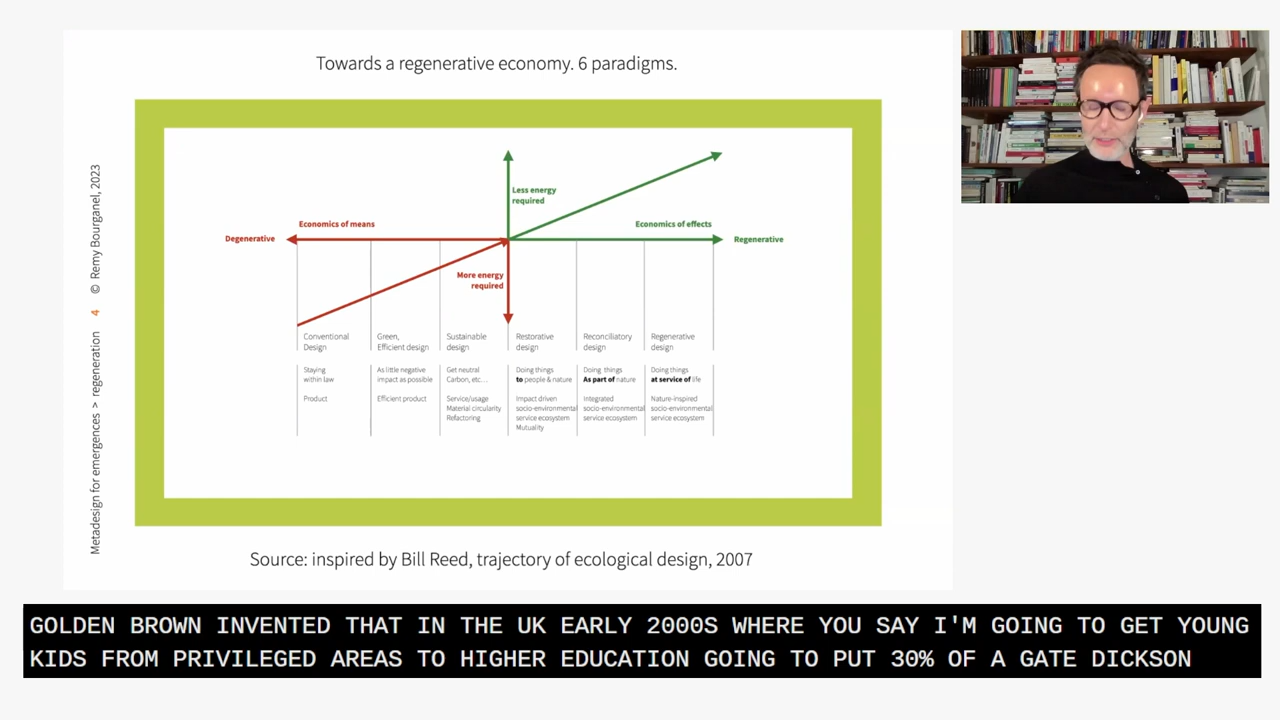 Towards a regenerative economy. 6 paradigms.
Less energy
required
Economics of means
Economics of effects
Degenerative
Regenerative
More energy
required
Conventional
Design
Green,
Efficient design
Sustainable
design
Restorative
design
Reconciliatory
design
Regenerative
design
Staying
within law
As little negative
impact as possible
Get neutral
Carbon, etc...
Doing things
to people & nature
Doing things
As part of nature
Doing things
at service of life
Product
Efficient product
Service/usage
Material circularity
Refactoring
Impact driven
socio-environmental
service ecosystem
Mutuality
Integrated
socio-environmental
service ecosystem
Nature-inspired
socio-environmental
service ecosystem
Metadesign for emergences > regeneration 4 © Remy Bourganel, 2023
Source: inspired by Bill Reed, trajectory of ecological design, 2007
GOLDEN BROWN INVENTED THAT IN THE UK EARLY 2000S WHERE YOU SAY I'M GOING TO GET YOUNG
KIDS FROM PRIVILEGED AREAS TO HIGHER EDUCATION GOING TO PUT 30% OF A GATE DICKSON